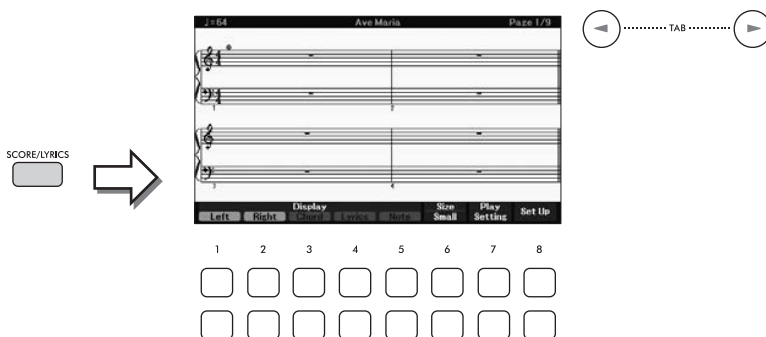 ♩=64 Ave Maria Page 1/9
TAB
1 2
SCORE/LYRICS
3 4
Display Size Play Set Up
Left Right Chord Lyrics Note Small Setting
1 2 3 4 5 6 7 8